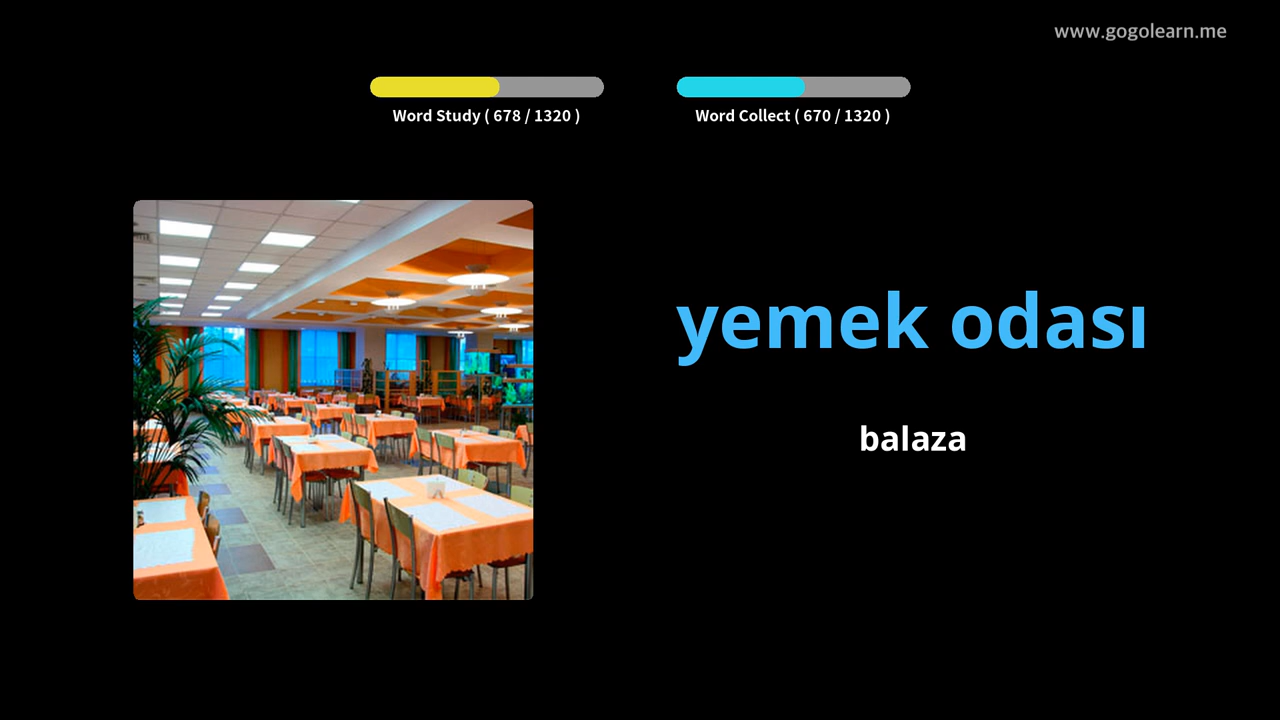 www.gogolearn.me
Word Study ( 678 / 1320 )
Word Collect ( 670 / 1320 )
yemek odası
balaza